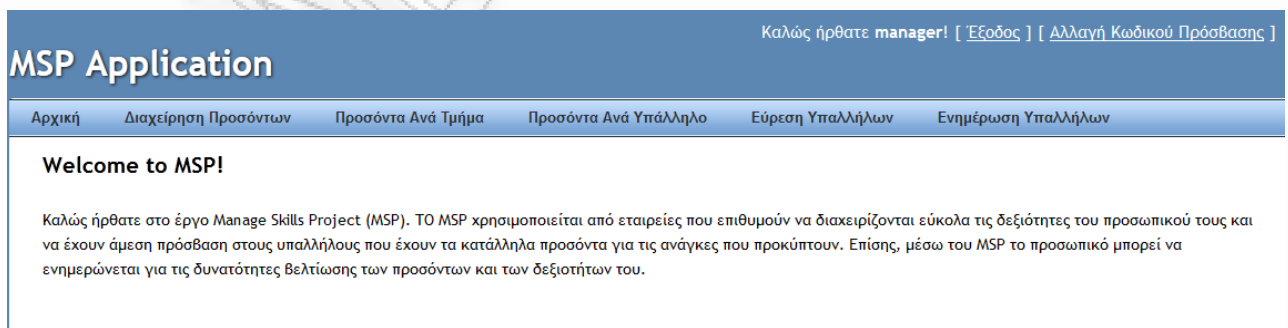 Καλώς ήρθατε manager! [ Έξοδος ] [ Αλλαγή Κωδικού Πρόσβασης ]
MSP Application
Αρχική Διαχείρηση Προσόντων Προσόντα Ανά Τμήμα Προσόντα Ανά Υπάλληλο Εύρεση Υπαλλήλων Ενημέρωση Υπαλλήλων
Welcome to MSP!
Καλώς ήρθατε στο έργο Manage Skills Project (MSP). ΤΟ MSP χρησιμοποιείται από εταιρείες που επιθυμούν να διαχειρίζονται εύκολα τις δεξιότητες του προσωπικού τους και
να έχουν άμεση πρόσβαση στους υπαλλήλους που έχουν τα κατάλληλα προσόντα για τις ανάγκες που προκύπτουν. Επίσης, μέσω του MSP το προσωπικό μπορεί να
ενημερώνεται για τις δυνατότητες βελτίωσης των προσόντων και των δεξιοτήτων του.